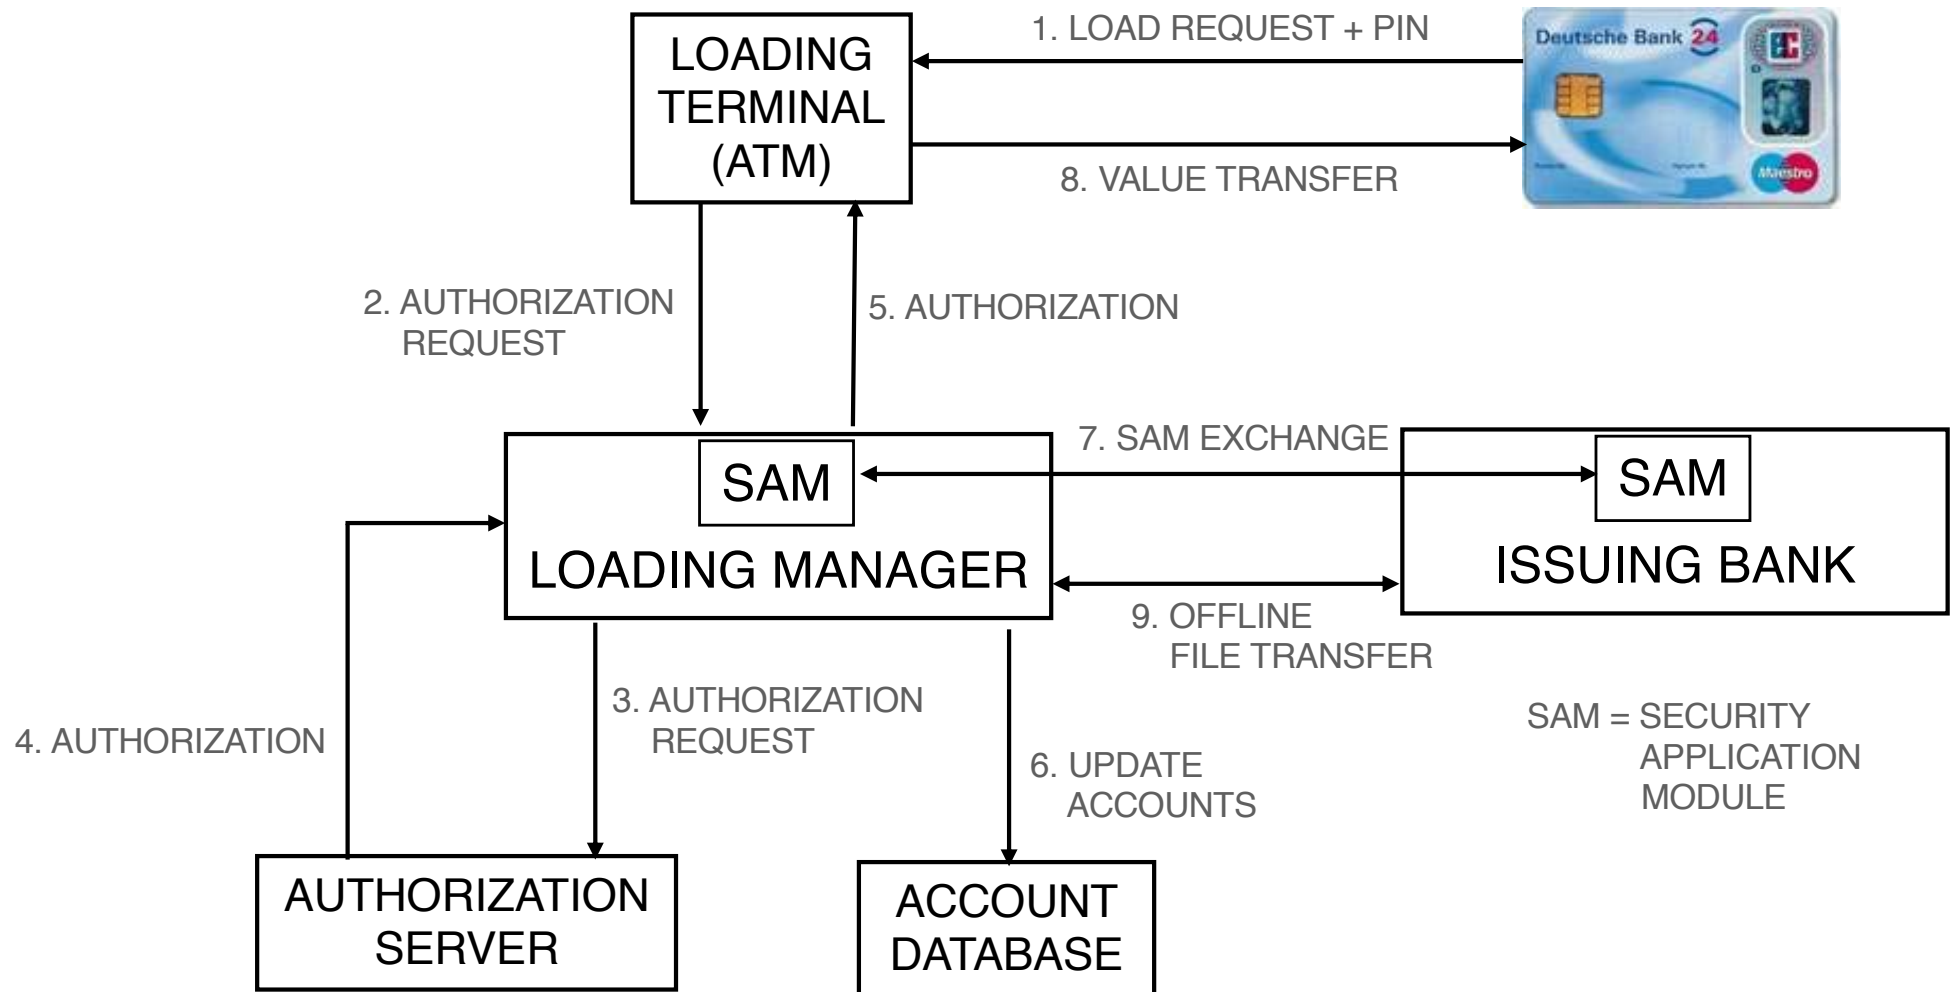 LOADING
TERMINAL
(ATM)
1. LOAD REQUEST + PIN
Deutsche Bank 24
EC
Maestro
8. VALUE TRANSFER
2. AUTHORIZATION
REQUEST
5. AUTHORIZATION
SAM
LOADING MANAGER
7. SAM EXCHANGE
SAM
ISSUING BANK
9. OFFLINE
FILE TRANSFER
4. AUTHORIZATION
3. AUTHORIZATION
REQUEST
6. UPDATE
ACCOUNTS
SAM = SECURITY
APPLICATION
MODULE
AUTHORIZATION
SERVER
ACCOUNT
DATABASE